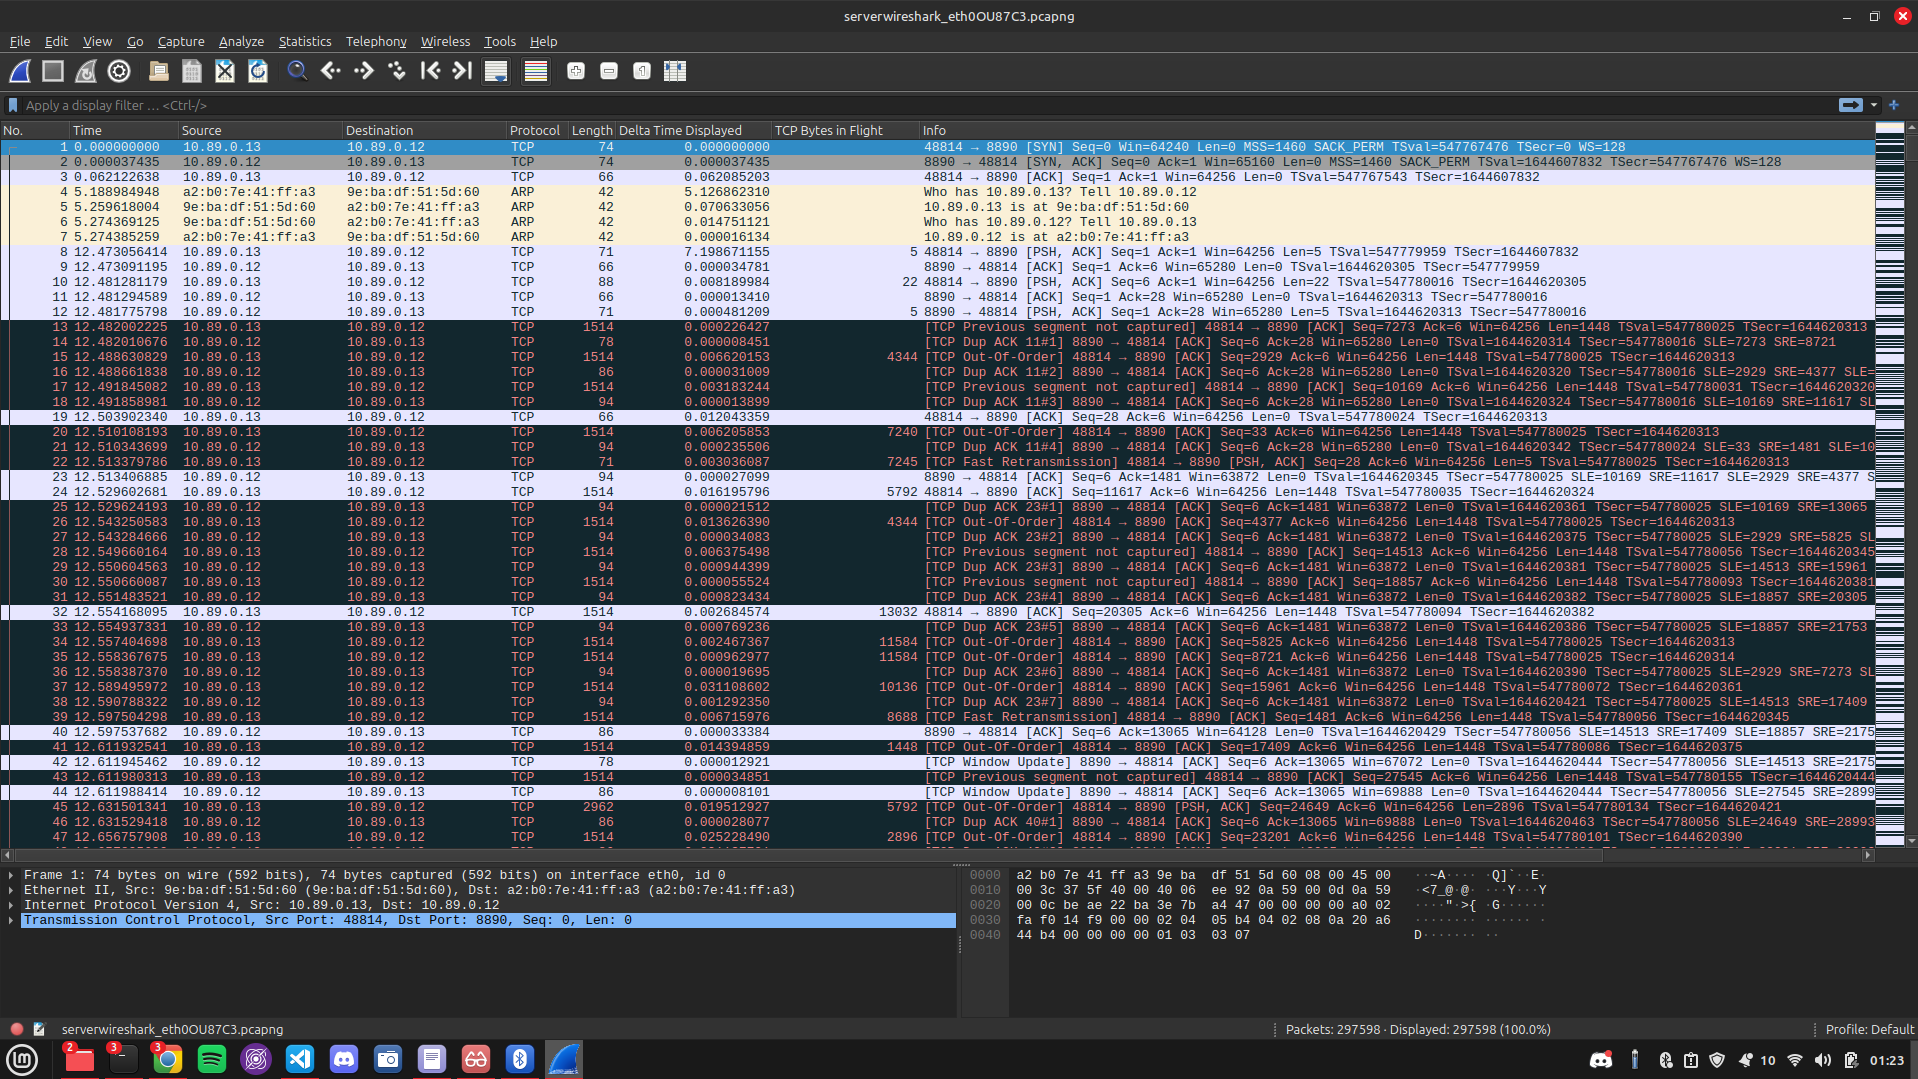 serverwireshark_eth0OU87C3.pcapng
File Edit View Go Capture Analyze Statistics Telephony Wireless Tools Help
Apply a display filter … <Ctrl-/>
No. Time Source Destination Protocol Length Delta Time Displayed TCP Bytes in Flight Info
1 0.000000000 10.89.0.13 10.89.0.12 TCP 74 0.000000000 48814 → 8890 [SYN] Seq=0 Win=64240 Len=0 MSS=1460 SACK_PERM TSval=547767476 TSecr=0 WS=128
2 0.000037435 10.89.0.12 10.89.0.13 TCP 74 0.000037435 8890 → 48814 [SYN, ACK] Seq=0 Ack=1 Win=65160 Len=0 MSS=1460 SACK_PERM TSval=1644607832 TSecr=547767476 WS=128
3 0.062122638 10.89.0.13 10.89.0.12 TCP 66 0.062085203 48814 → 8890 [ACK] Seq=1 Ack=1 Win=64256 Len=0 TSval=547767543 TSecr=1644607832
4 5.188984948 a2:b0:7e:41:ff:a3 9e:ba:df:51:5d:60 ARP 42 5.126862310 Who has 10.89.0.13? Tell 10.89.0.12
5 5.259618004 9e:ba:df:51:5d:60 a2:b0:7e:41:ff:a3 ARP 42 0.070633056 10.89.0.13 is at 9e:ba:df:51:5d:60
6 5.274369125 9e:ba:df:51:5d:60 a2:b0:7e:41:ff:a3 ARP 42 0.014751121 Who has 10.89.0.12? Tell 10.89.0.13
7 5.274385259 a2:b0:7e:41:ff:a3 9e:ba:df:51:5d:60 ARP 42 0.000016134 10.89.0.12 is at a2:b0:7e:41:ff:a3
8 12.473056414 10.89.0.13 10.89.0.12 TCP 71 7.198671155 5 48814 → 8890 [PSH, ACK] Seq=1 Ack=1 Win=64256 Len=5 TSval=547779959 TSecr=1644607832
9 12.473091195 10.89.0.12 10.89.0.13 TCP 66 0.000034781 8890 → 48814 [ACK] Seq=1 Ack=6 Win=65280 Len=0 TSval=1644620305 TSecr=547779959
10 12.481281179 10.89.0.13 10.89.0.12 TCP 88 0.008189984 22 48814 → 8890 [PSH, ACK] Seq=6 Ack=1 Win=64256 Len=22 TSval=547780016 TSecr=1644620305
11 12.481294589 10.89.0.12 10.89.0.13 TCP 66 0.000013410 8890 → 48814 [ACK] Seq=1 Ack=28 Win=65280 Len=0 TSval=1644620313 TSecr=547780016
12 12.481775798 10.89.0.12 10.89.0.13 TCP 71 0.000481209 5 8890 → 48814 [PSH, ACK] Seq=1 Ack=28 Win=65280 Len=5 TSval=1644620313 TSecr=547780016
13 12.482002225 10.89.0.13 10.89.0.12 TCP 1514 0.000226427 [TCP Previous segment not captured] 48814 → 8890 [ACK] Seq=7273 Ack=6 Win=64256 Len=1448 TSval=547780025 TSecr=1644620313
14 12.482010676 10.89.0.12 10.89.0.13 TCP 78 0.000008451 [TCP Dup ACK 11#1] 8890 → 48814 [ACK] Seq=6 Ack=28 Win=65280 Len=0 TSval=1644620314 TSecr=547780016 SLE=7273 SRE=8721
15 12.488630829 10.89.0.13 10.89.0.12 TCP 1514 0.006620153 4344 [TCP Out-Of-Order] 48814 → 8890 [ACK] Seq=2929 Ack=6 Win=64256 Len=1448 TSval=547780025 TSecr=1644620313
16 12.488661838 10.89.0.12 10.89.0.13 TCP 86 0.000031009 [TCP Dup ACK 11#2] 8890 → 48814 [ACK] Seq=6 Ack=28 Win=65280 Len=0 TSval=1644620320 TSecr=547780016 SLE=2929 SRE=4377 SLE=
17 12.491845082 10.89.0.13 10.89.0.12 TCP 1514 0.003183244 [TCP Previous segment not captured] 48814 → 8890 [ACK] Seq=10169 Ack=6 Win=64256 Len=1448 TSval=547780031 TSecr=1644620320
18 12.491858981 10.89.0.12 10.89.0.13 TCP 94 0.000013899 [TCP Dup ACK 11#3] 8890 → 48814 [ACK] Seq=6 Ack=28 Win=65280 Len=0 TSval=1644620324 TSecr=547780016 SLE=10169 SRE=11617 SLE
19 12.503902340 10.89.0.13 10.89.0.12 TCP 66 0.012043359 48814 → 8890 [ACK] Seq=28 Ack=6 Win=64256 Len=0 TSval=547780024 TSecr=1644620313
20 12.510108193 10.89.0.13 10.89.0.12 TCP 1514 0.006205853 7240 [TCP Out-Of-Order] 48814 → 8890 [ACK] Seq=33 Ack=6 Win=64256 Len=1448 TSval=547780025 TSecr=1644620313
21 12.510343699 10.89.0.12 10.89.0.13 TCP 94 0.000235506 [TCP Dup ACK 11#4] 8890 → 48814 [ACK] Seq=6 Ack=28 Win=65280 Len=0 TSval=1644620342 TSecr=547780024 SLE=33 SRE=1481 SLE=10
22 12.513379786 10.89.0.13 10.89.0.12 TCP 71 0.003036087 7245 [TCP Fast Retransmission] 48814 → 8890 [PSH, ACK] Seq=28 Ack=6 Win=64256 Len=5 TSval=547780025 TSecr=1644620313
23 12.513406885 10.89.0.12 10.89.0.13 TCP 94 0.000027099 8890 → 48814 [ACK] Seq=6 Ack=1481 Win=63872 Len=0 TSval=1644620345 TSecr=547780025 SLE=10169 SRE=11617 SLE=2929 SRE=4377 S
24 12.529602681 10.89.0.13 10.89.0.12 TCP 1514 0.016195796 5792 48814 → 8890 [ACK] Seq=11617 Ack=6 Win=64256 Len=1448 TSval=547780035 TSecr=1644620324
25 12.529624193 10.89.0.12 10.89.0.13 TCP 94 0.000021512 [TCP Dup ACK 23#1] 8890 → 48814 [ACK] Seq=6 Ack=1481 Win=63872 Len=0 TSval=1644620361 TSecr=547780025 SLE=10169 SRE=13065
26 12.543250583 10.89.0.13 10.89.0.12 TCP 1514 0.013626390 4344 [TCP Out-Of-Order] 48814 → 8890 [ACK] Seq=4377 Ack=6 Win=64256 Len=1448 TSval=547780025 TSecr=1644620313
27 12.543284666 10.89.0.12 10.89.0.13 TCP 94 0.000034083 [TCP Dup ACK 23#2] 8890 → 48814 [ACK] Seq=6 Ack=1481 Win=63872 Len=0 TSval=1644620375 TSecr=547780025 SLE=2929 SRE=5825 SL
28 12.549660164 10.89.0.13 10.89.0.12 TCP 1514 0.006375498 [TCP Previous segment not captured] 48814 → 8890 [ACK] Seq=14513 Ack=6 Win=64256 Len=1448 TSval=547780056 TSecr=1644620345
29 12.550604563 10.89.0.12 10.89.0.13 TCP 94 0.000944399 [TCP Dup ACK 23#3] 8890 → 48814 [ACK] Seq=6 Ack=1481 Win=63872 Len=0 TSval=1644620381 TSecr=547780025 SLE=14513 SRE=15961
30 12.550660087 10.89.0.13 10.89.0.12 TCP 1514 0.000055524 [TCP Previous segment not captured] 48814 → 8890 [ACK] Seq=18857 Ack=6 Win=64256 Len=1448 TSval=547780093 TSecr=1644620381
31 12.551483521 10.89.0.12 10.89.0.13 TCP 94 0.000823434 [TCP Dup ACK 23#4] 8890 → 48814 [ACK] Seq=6 Ack=1481 Win=63872 Len=0 TSval=1644620382 TSecr=547780025 SLE=18857 SRE=20305
32 12.554168095 10.89.0.13 10.89.0.12 TCP 1514 0.002684574 13032 48814 → 8890 [ACK] Seq=20305 Ack=6 Win=64256 Len=1448 TSval=547780094 TSecr=1644620382
33 12.554937331 10.89.0.12 10.89.0.13 TCP 94 0.000769236 [TCP Dup ACK 23#5] 8890 → 48814 [ACK] Seq=6 Ack=1481 Win=63872 Len=0 TSval=1644620386 TSecr=547780025 SLE=18857 SRE=21753
34 12.557404698 10.89.0.13 10.89.0.12 TCP 1514 0.002467367 11584 [TCP Out-Of-Order] 48814 → 8890 [ACK] Seq=5825 Ack=6 Win=64256 Len=1448 TSval=547780025 TSecr=1644620313
35 12.558367675 10.89.0.13 10.89.0.12 TCP 1514 0.000962977 11584 [TCP Out-Of-Order] 48814 → 8890 [ACK] Seq=8721 Ack=6 Win=64256 Len=1448 TSval=547780025 TSecr=1644620314
36 12.558387370 10.89.0.12 10.89.0.13 TCP 94 0.000019695 [TCP Dup ACK 23#6] 8890 → 48814 [ACK] Seq=6 Ack=1481 Win=63872 Len=0 TSval=1644620390 TSecr=547780025 SLE=2929 SRE=7273 SL
37 12.589495972 10.89.0.13 10.89.0.12 TCP 1514 0.031108602 10136 [TCP Out-Of-Order] 48814 → 8890 [ACK] Seq=15961 Ack=6 Win=64256 Len=1448 TSval=547780072 TSecr=1644620361
38 12.590788322 10.89.0.12 10.89.0.13 TCP 94 0.001292350 [TCP Dup ACK 23#7] 8890 → 48814 [ACK] Seq=6 Ack=1481 Win=63872 Len=0 TSval=1644620421 TSecr=547780025 SLE=14513 SRE=17409
39 12.597504298 10.89.0.13 10.89.0.12 TCP 1514 0.006715976 8688 [TCP Fast Retransmission] 48814 → 8890 [ACK] Seq=1481 Ack=6 Win=64256 Len=1448 TSval=547780056 TSecr=1644620345
40 12.597537682 10.89.0.12 10.89.0.13 TCP 86 0.000033384 8890 → 48814 [ACK] Seq=6 Ack=13065 Win=64128 Len=0 TSval=1644620429 TSecr=547780056 SLE=14513 SRE=17409 SLE=18857 SRE=2175
41 12.611932541 10.89.0.13 10.89.0.12 TCP 1514 0.014394859 1448 [TCP Out-Of-Order] 48814 → 8890 [ACK] Seq=17409 Ack=6 Win=64256 Len=1448 TSval=547780086 TSecr=1644620375
42 12.611945462 10.89.0.12 10.89.0.13 TCP 78 0.000012921 [TCP Window Update] 8890 → 48814 [ACK] Seq=6 Ack=13065 Win=67072 Len=0 TSval=1644620444 TSecr=547780056 SLE=14513 SRE=2175
43 12.611980313 10.89.0.13 10.89.0.12 TCP 1514 0.000034851 [TCP Previous segment not captured] 48814 → 8890 [ACK] Seq=27545 Ack=6 Win=64256 Len=1448 TSval=547780155 TSecr=1644620444
44 12.611988414 10.89.0.12 10.89.0.13 TCP 86 0.000008101 [TCP Window Update] 8890 → 48814 [ACK] Seq=6 Ack=13065 Win=69888 Len=0 TSval=1644620444 TSecr=547780056 SLE=27545 SRE=2899
45 12.631501341 10.89.0.13 10.89.0.12 TCP 2962 0.019512927 5792 [TCP Out-Of-Order] 48814 → 8890 [PSH, ACK] Seq=24649 Ack=6 Win=64256 Len=2896 TSval=547780134 TSecr=1644620421
46 12.631529418 10.89.0.12 10.89.0.13 TCP 86 0.000028077 [TCP Dup ACK 40#1] 8890 → 48814 [ACK] Seq=6 Ack=13065 Win=69888 Len=0 TSval=1644620463 TSecr=547780056 SLE=24649 SRE=28993
47 12.656757908 10.89.0.13 10.89.0.12 TCP 1514 0.025228490 2896 [TCP Out-Of-Order] 48814 → 8890 [ACK] Seq=23201 Ack=6 Win=64256 Len=1448 TSval=547780101 TSecr=1644620390
Frame 1: 74 bytes on wire (592 bits), 74 bytes captured (592 bits) on interface eth0, id 0
Ethernet II, Src: 9e:ba:df:51:5d:60 (9e:ba:df:51:5d:60), Dst: a2:b0:7e:41:ff:a3 (a2:b0:7e:41:ff:a3)
Internet Protocol Version 4, Src: 10.89.0.13, Dst: 10.89.0.12
Transmission Control Protocol, Src Port: 48814, Dst Port: 8890, Seq: 0, Len: 0
0000 a2 b0 7e 41 ff a3 9e ba df 51 5d 60 08 00 45 00 ··~A···· ·Q]`··E·
0010 00 3c 37 5f 40 00 40 06 ee 92 0a 59 00 0d 0a 59 ·<7_@·@· ···Y···Y
0020 00 0c be ae 22 ba 3e 7b a4 47 00 00 00 00 a0 02 ····"·>{ ·G······
0030 fa f0 14 f9 00 00 02 04 05 b4 04 02 08 0a 20 a6 ········ ······ ·
0040 44 b4 00 00 00 00 01 03 03 07 D······· ··
serverwireshark_eth0OU87C3.pcapng
Packets: 297598 · Displayed: 297598 (100.0%)
Profile: Default
2 3 3
10
01:23